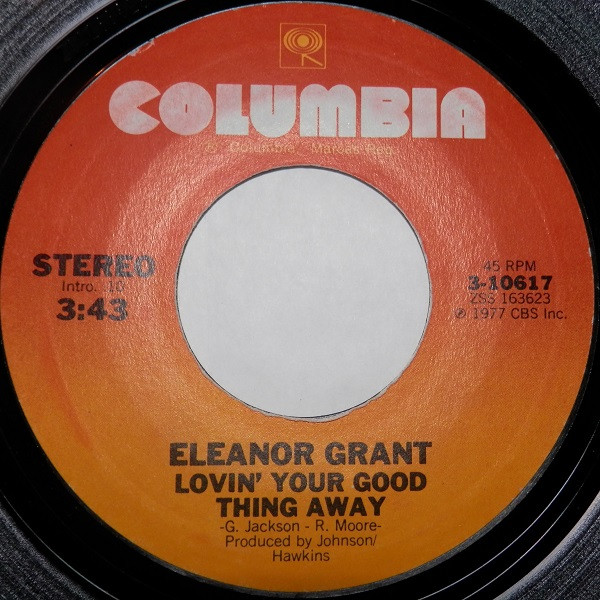 COLUMBIA
® "Columbia", Marcas Reg.
STEREO
Intro. :10
3:43
45 RPM
3-10617
ZSS 163623
℗ 1977 CBS Inc.
ELEANOR GRANT
LOVIN' YOUR GOOD
THING AWAY
-G. Jackson - R. Moore-
Produced by Johnson/
Hawkins